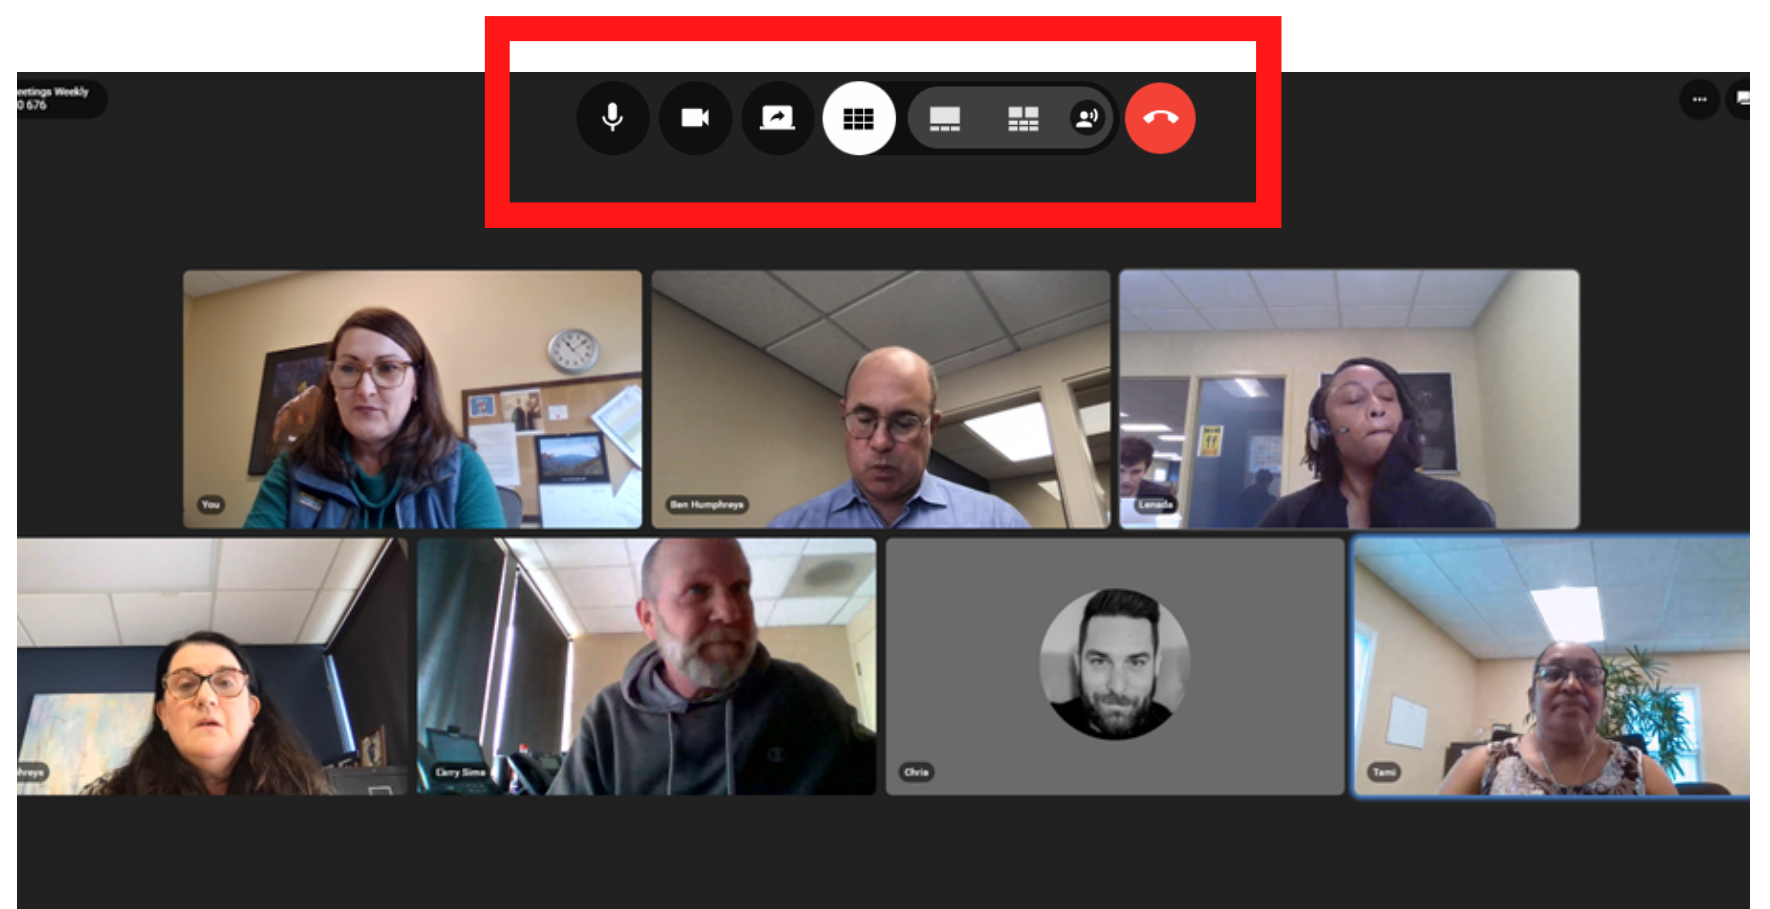 eetings Weekly
0 676
You
Ben Humphreys
Lenada
hreys
Larry Sims
Chris
Tami